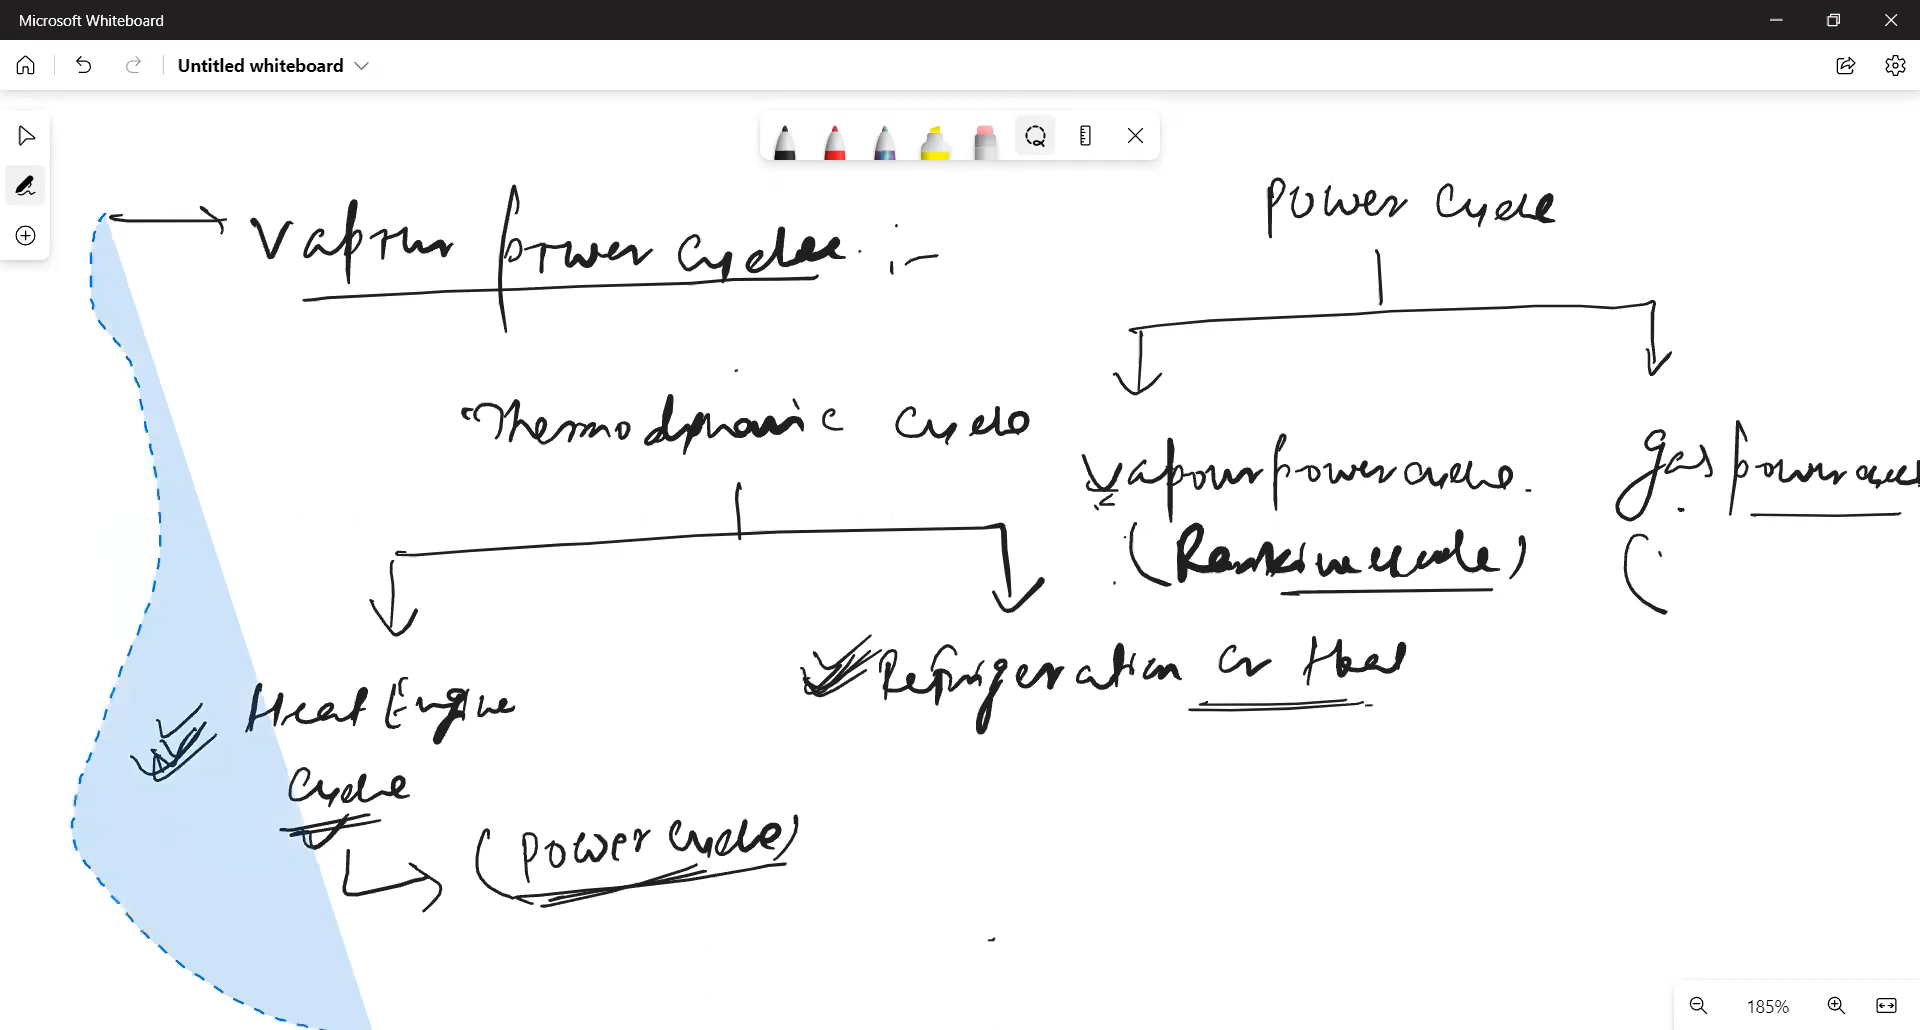 Microsoft Whiteboard
Untitled whiteboard
Vapour power cycle :-
Thermodynamic cycle
Heat Engine
cycle
(Power cycle)
Refrigeration or Heat
Power cycle
Vapour power cycle.
(Rankine cycle)
gas power cycle
(
185%